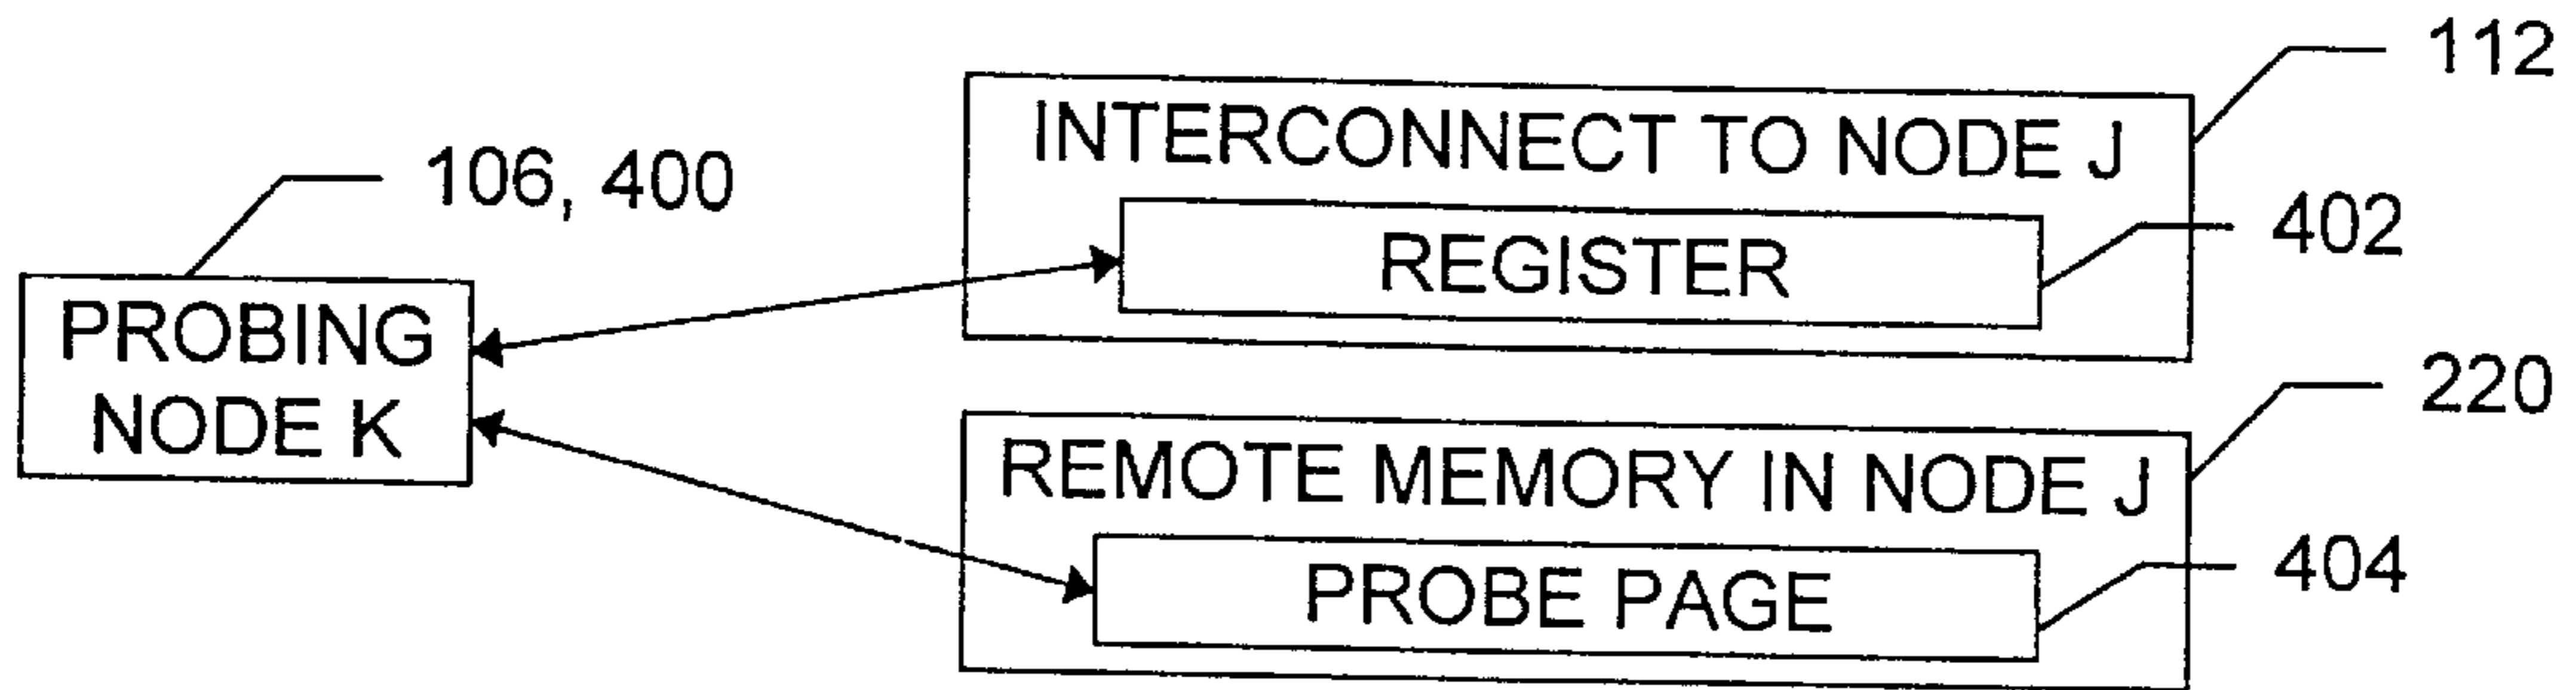 112
INTERCONNECT TO NODE J
106, 400
402
REGISTER
PROBING
NODE K
220
REMOTE MEMORY IN NODE J
404
PROBE PAGE